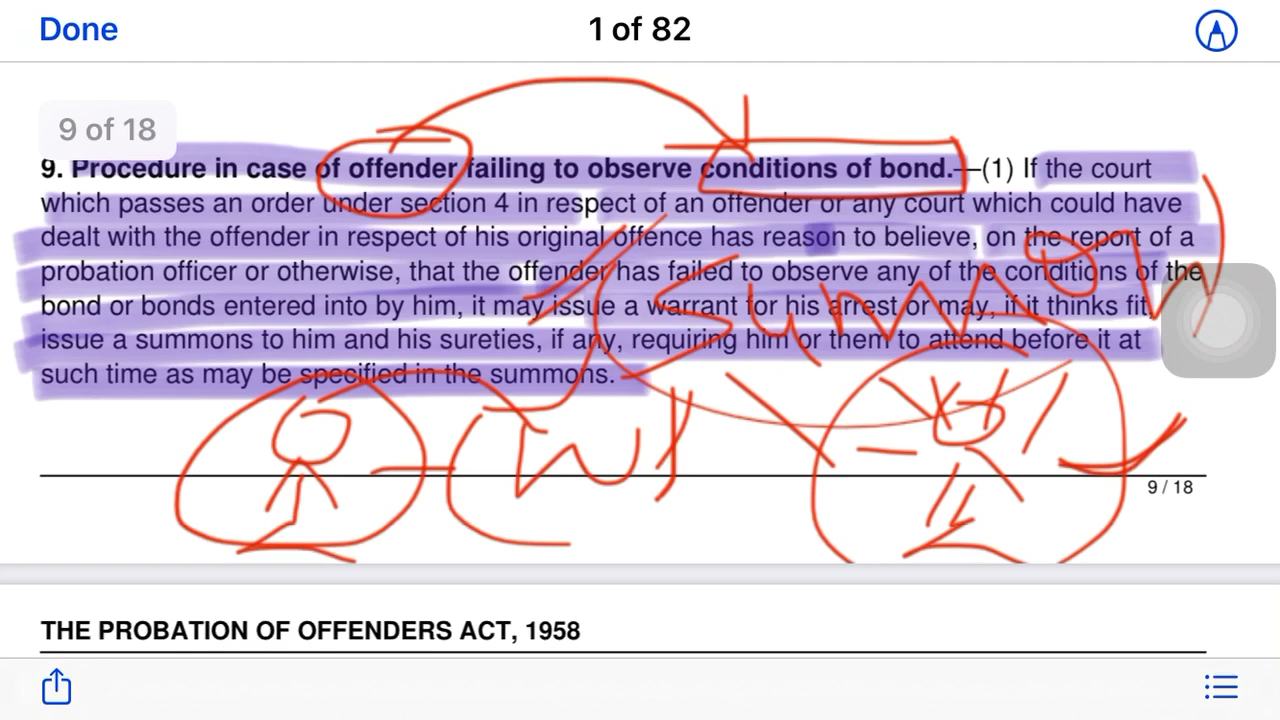 Done
1 of 82
9 of 18
9. Procedure in case of offender failing to observe conditions of bond.—(1) If the court
which passes an order under section 4 in respect of an offender or any court which could have
dealt with the offender in respect of his original offence has reason to believe, on the report of a
probation officer or otherwise, that the offender has failed to observe any of the conditions of the
bond or bonds entered into by him, it may issue a warrant for his arrest or may, if it thinks fit,
issue a summons to him and his sureties, if any, requiring him or them to attend before it at
such time as may be specified in the summons.
Summon
W
9 / 18
THE PROBATION OF OFFENDERS ACT, 1958